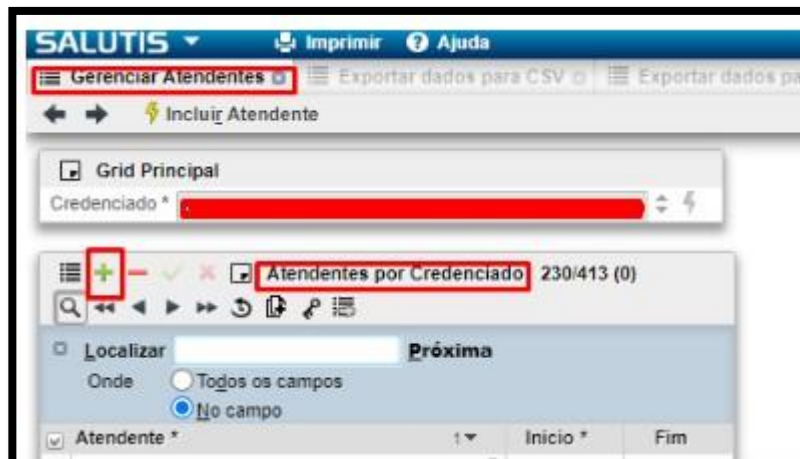 SALUTIS Imprimir Ajuda
Gerenciar Atendentes Exportar dados para CSV Exportar dados pa
Incluir Atendente
Grid Principal
Credenciado *
Atendentes por Credenciado 230/413 (0)
Localizar Próxima
Onde Todos os campos
No campo
Atendente * 1 Inicio * Fim